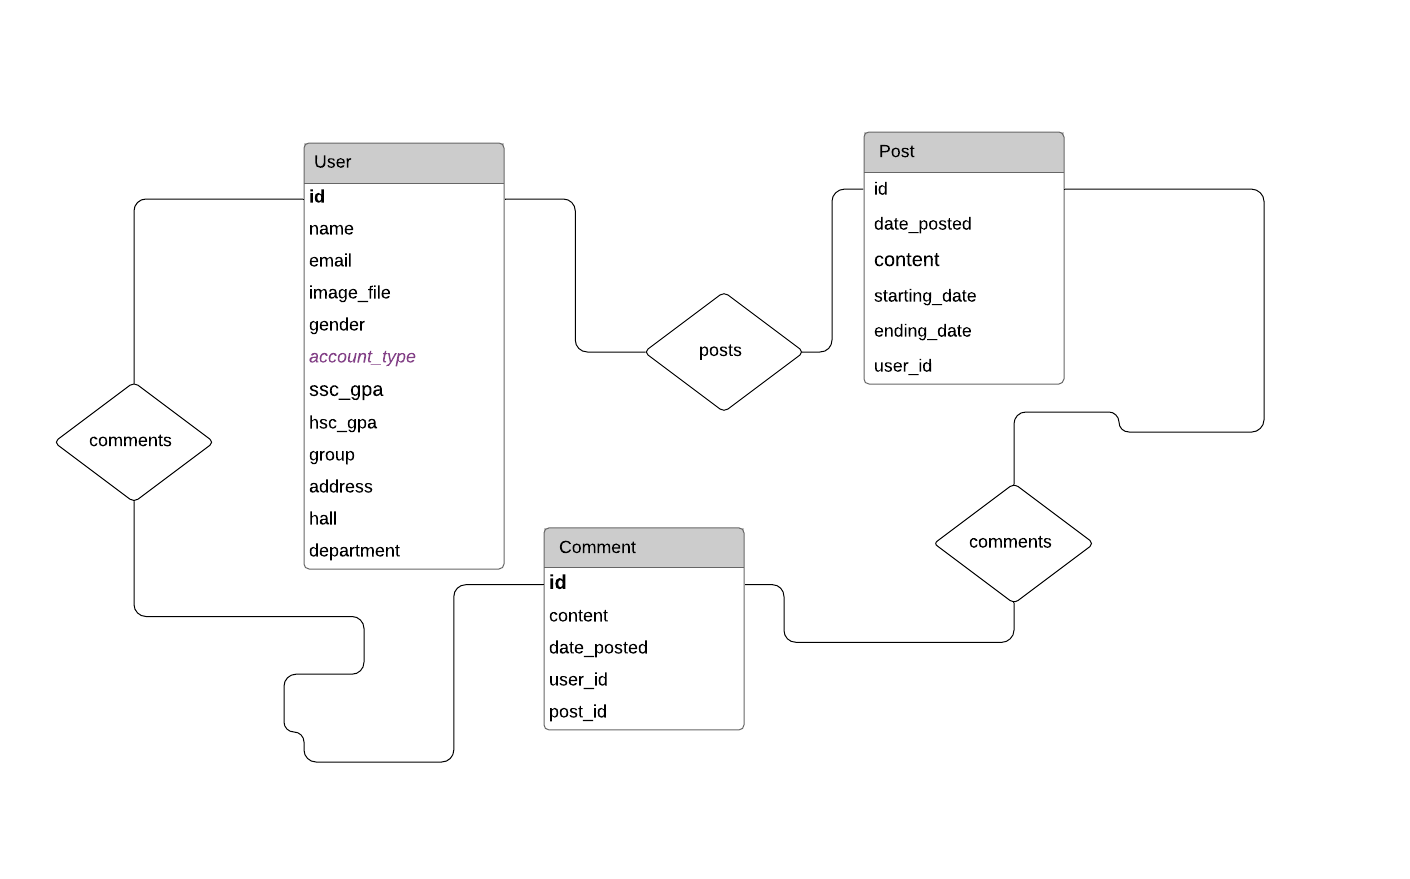 User
id
name
email
image_file
gender
account_type
ssc_gpa
hsc_gpa
group
address
hall
department
comments
posts
Post
id
date_posted
content
starting_date
ending_date
user_id
comments
Comment
id
content
date_posted
user_id
post_id